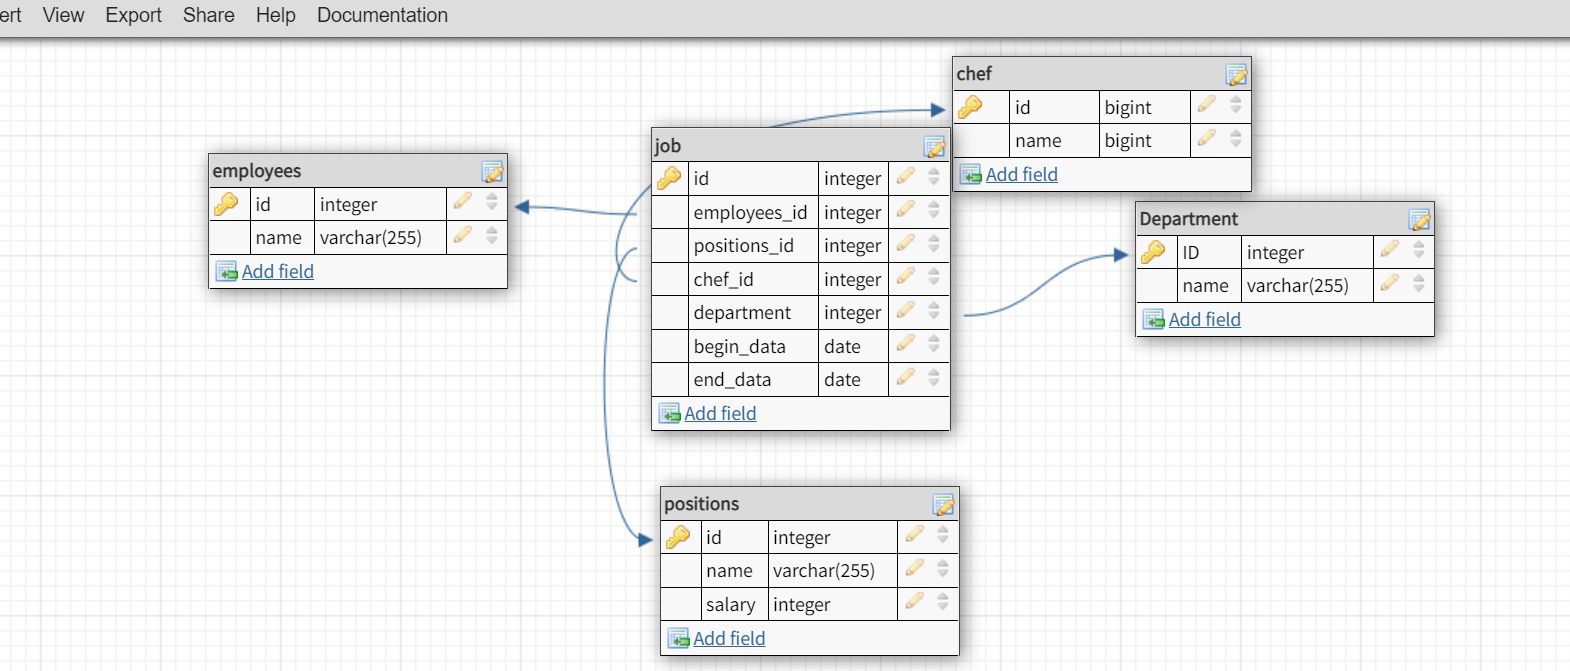 ert View Export Share Help Documentation
chef
id bigint
name bigint
Add field
job
id integer
employees_id integer
positions_id integer
chef_id integer
department integer
begin_data date
end_data date
Add field
employees
id integer
name varchar(255)
Add field
Department
ID integer
name varchar(255)
Add field
positions
id integer
name varchar(255)
salary integer
Add field